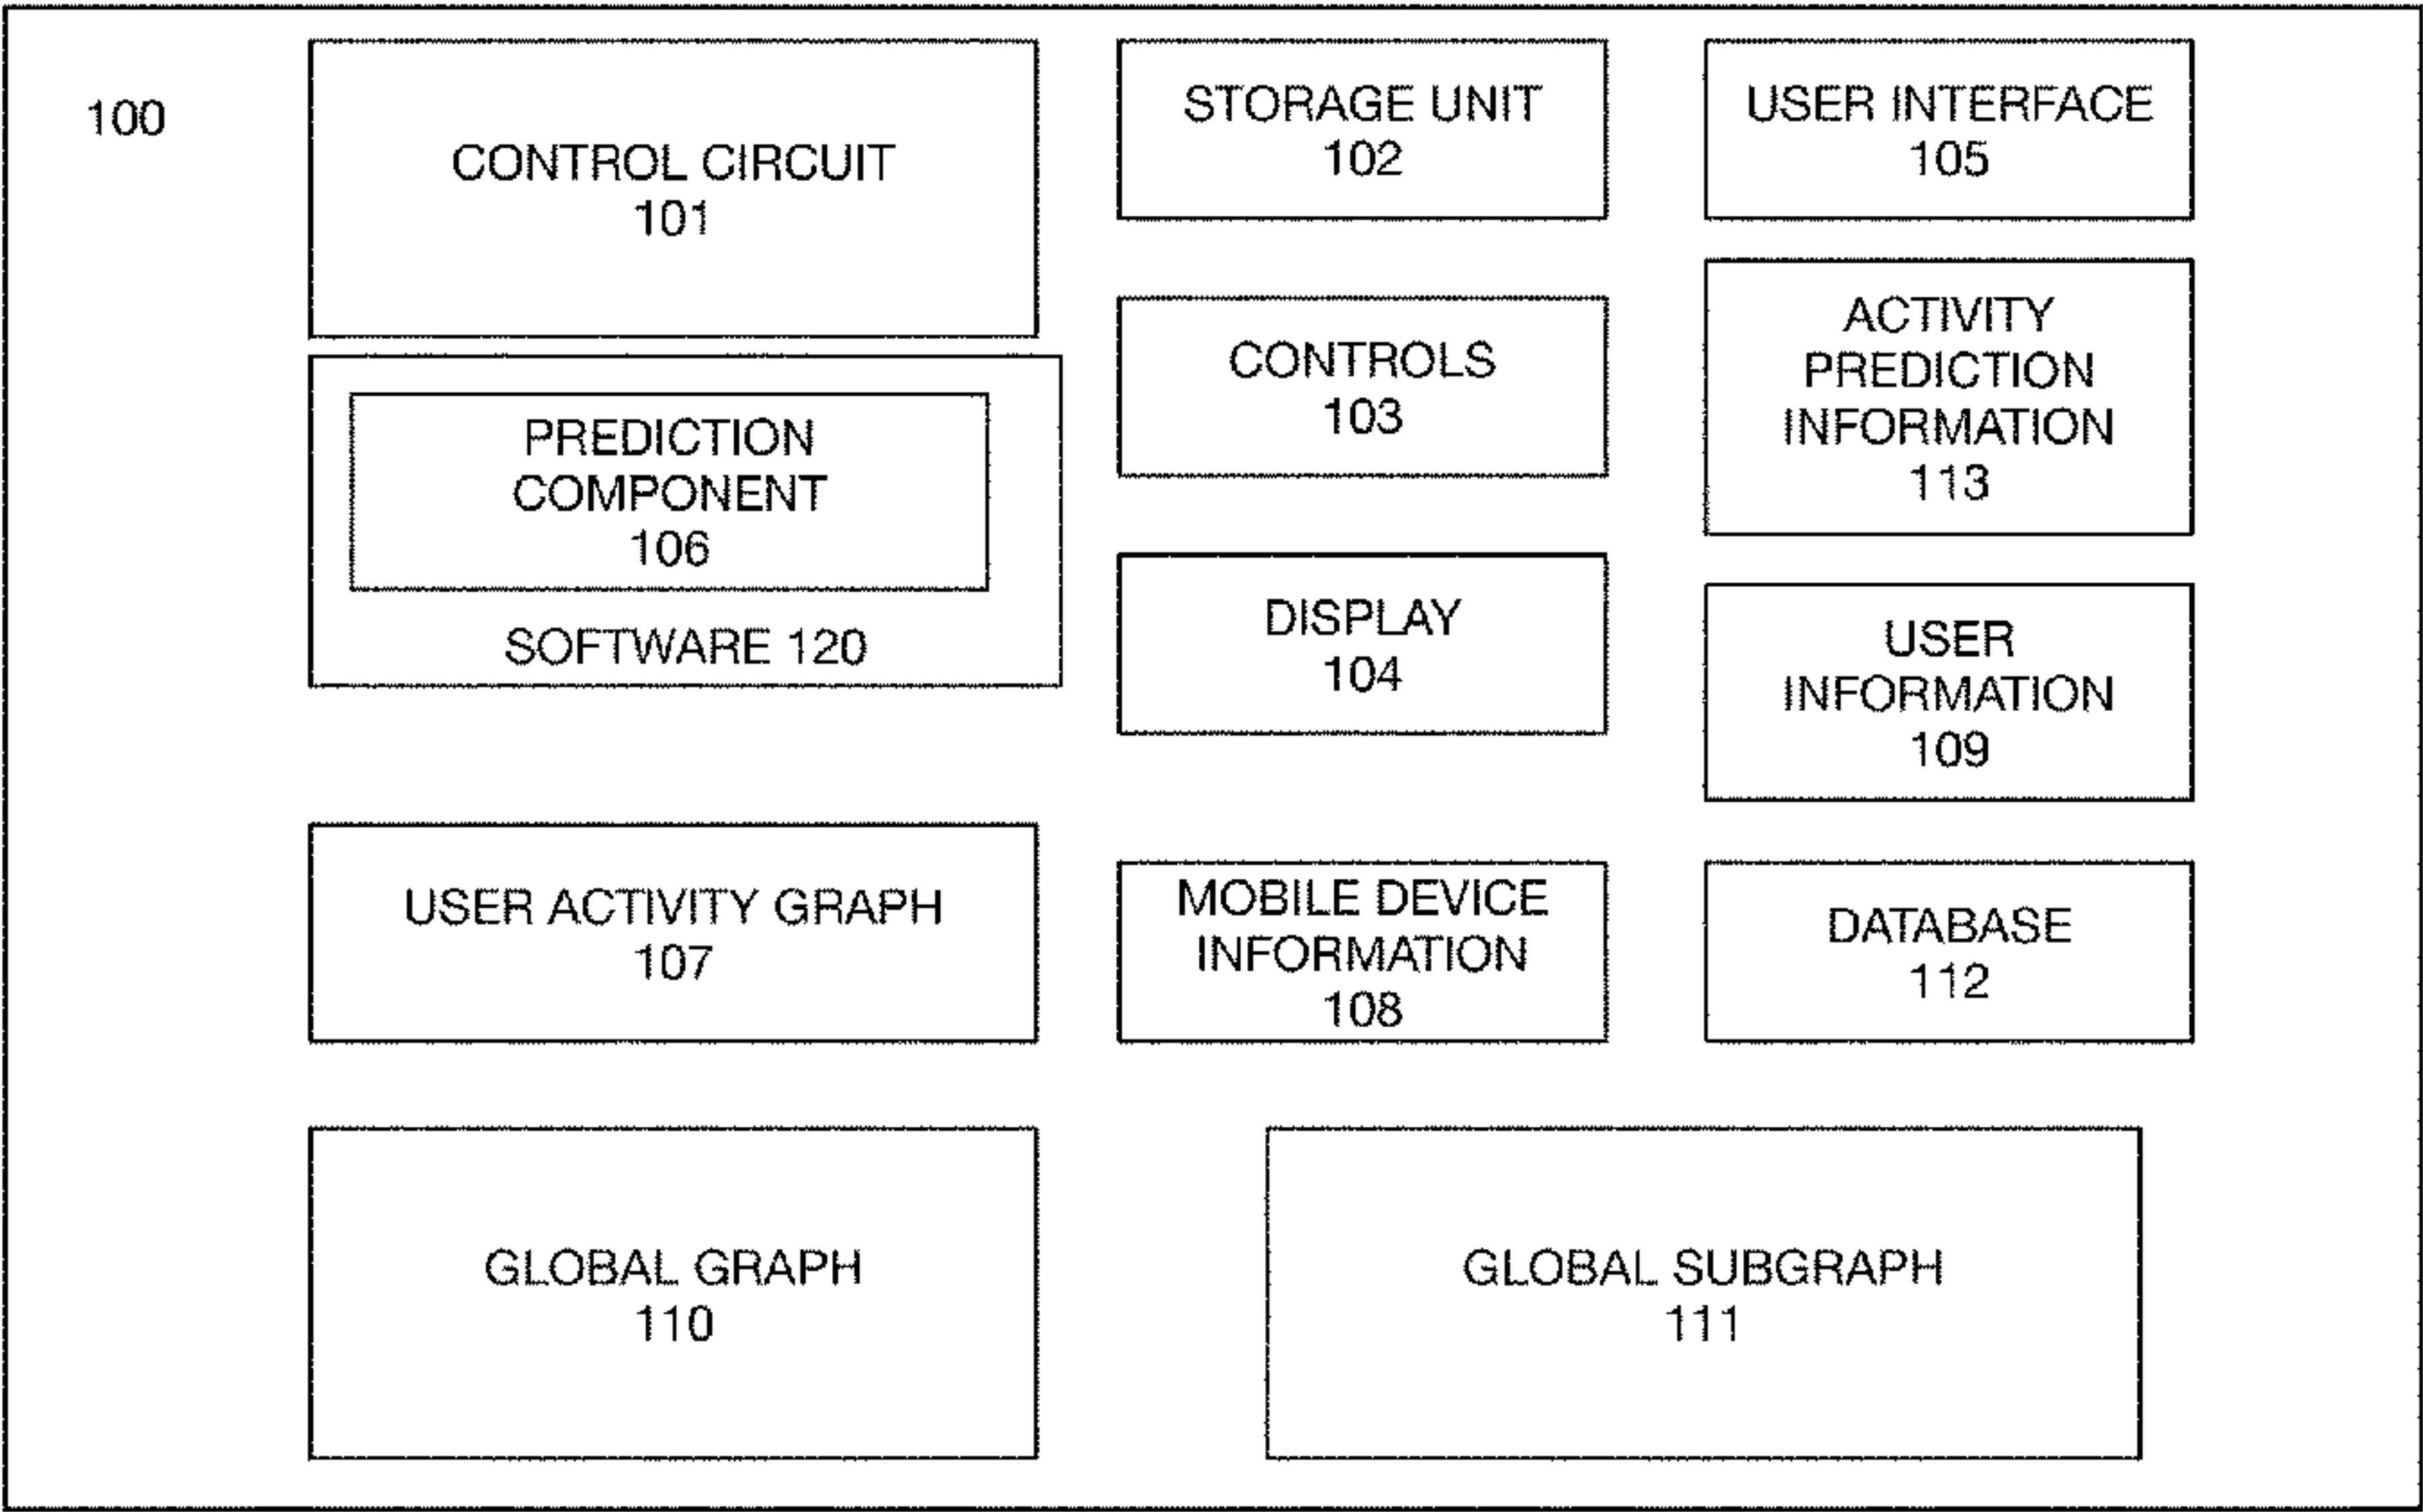 100
CONTROL CIRCUIT
101
STORAGE UNIT
102
USER INTERFACE
105
PREDICTION
COMPONENT
106
SOFTWARE 120
CONTROLS
103
ACTIVITY
PREDICTION
INFORMATION
113
DISPLAY
104
USER
INFORMATION
109
USER ACTIVITY GRAPH
107
MOBILE DEVICE
INFORMATION
108
DATABASE
112
GLOBAL GRAPH
110
GLOBAL SUBGRAPH
111